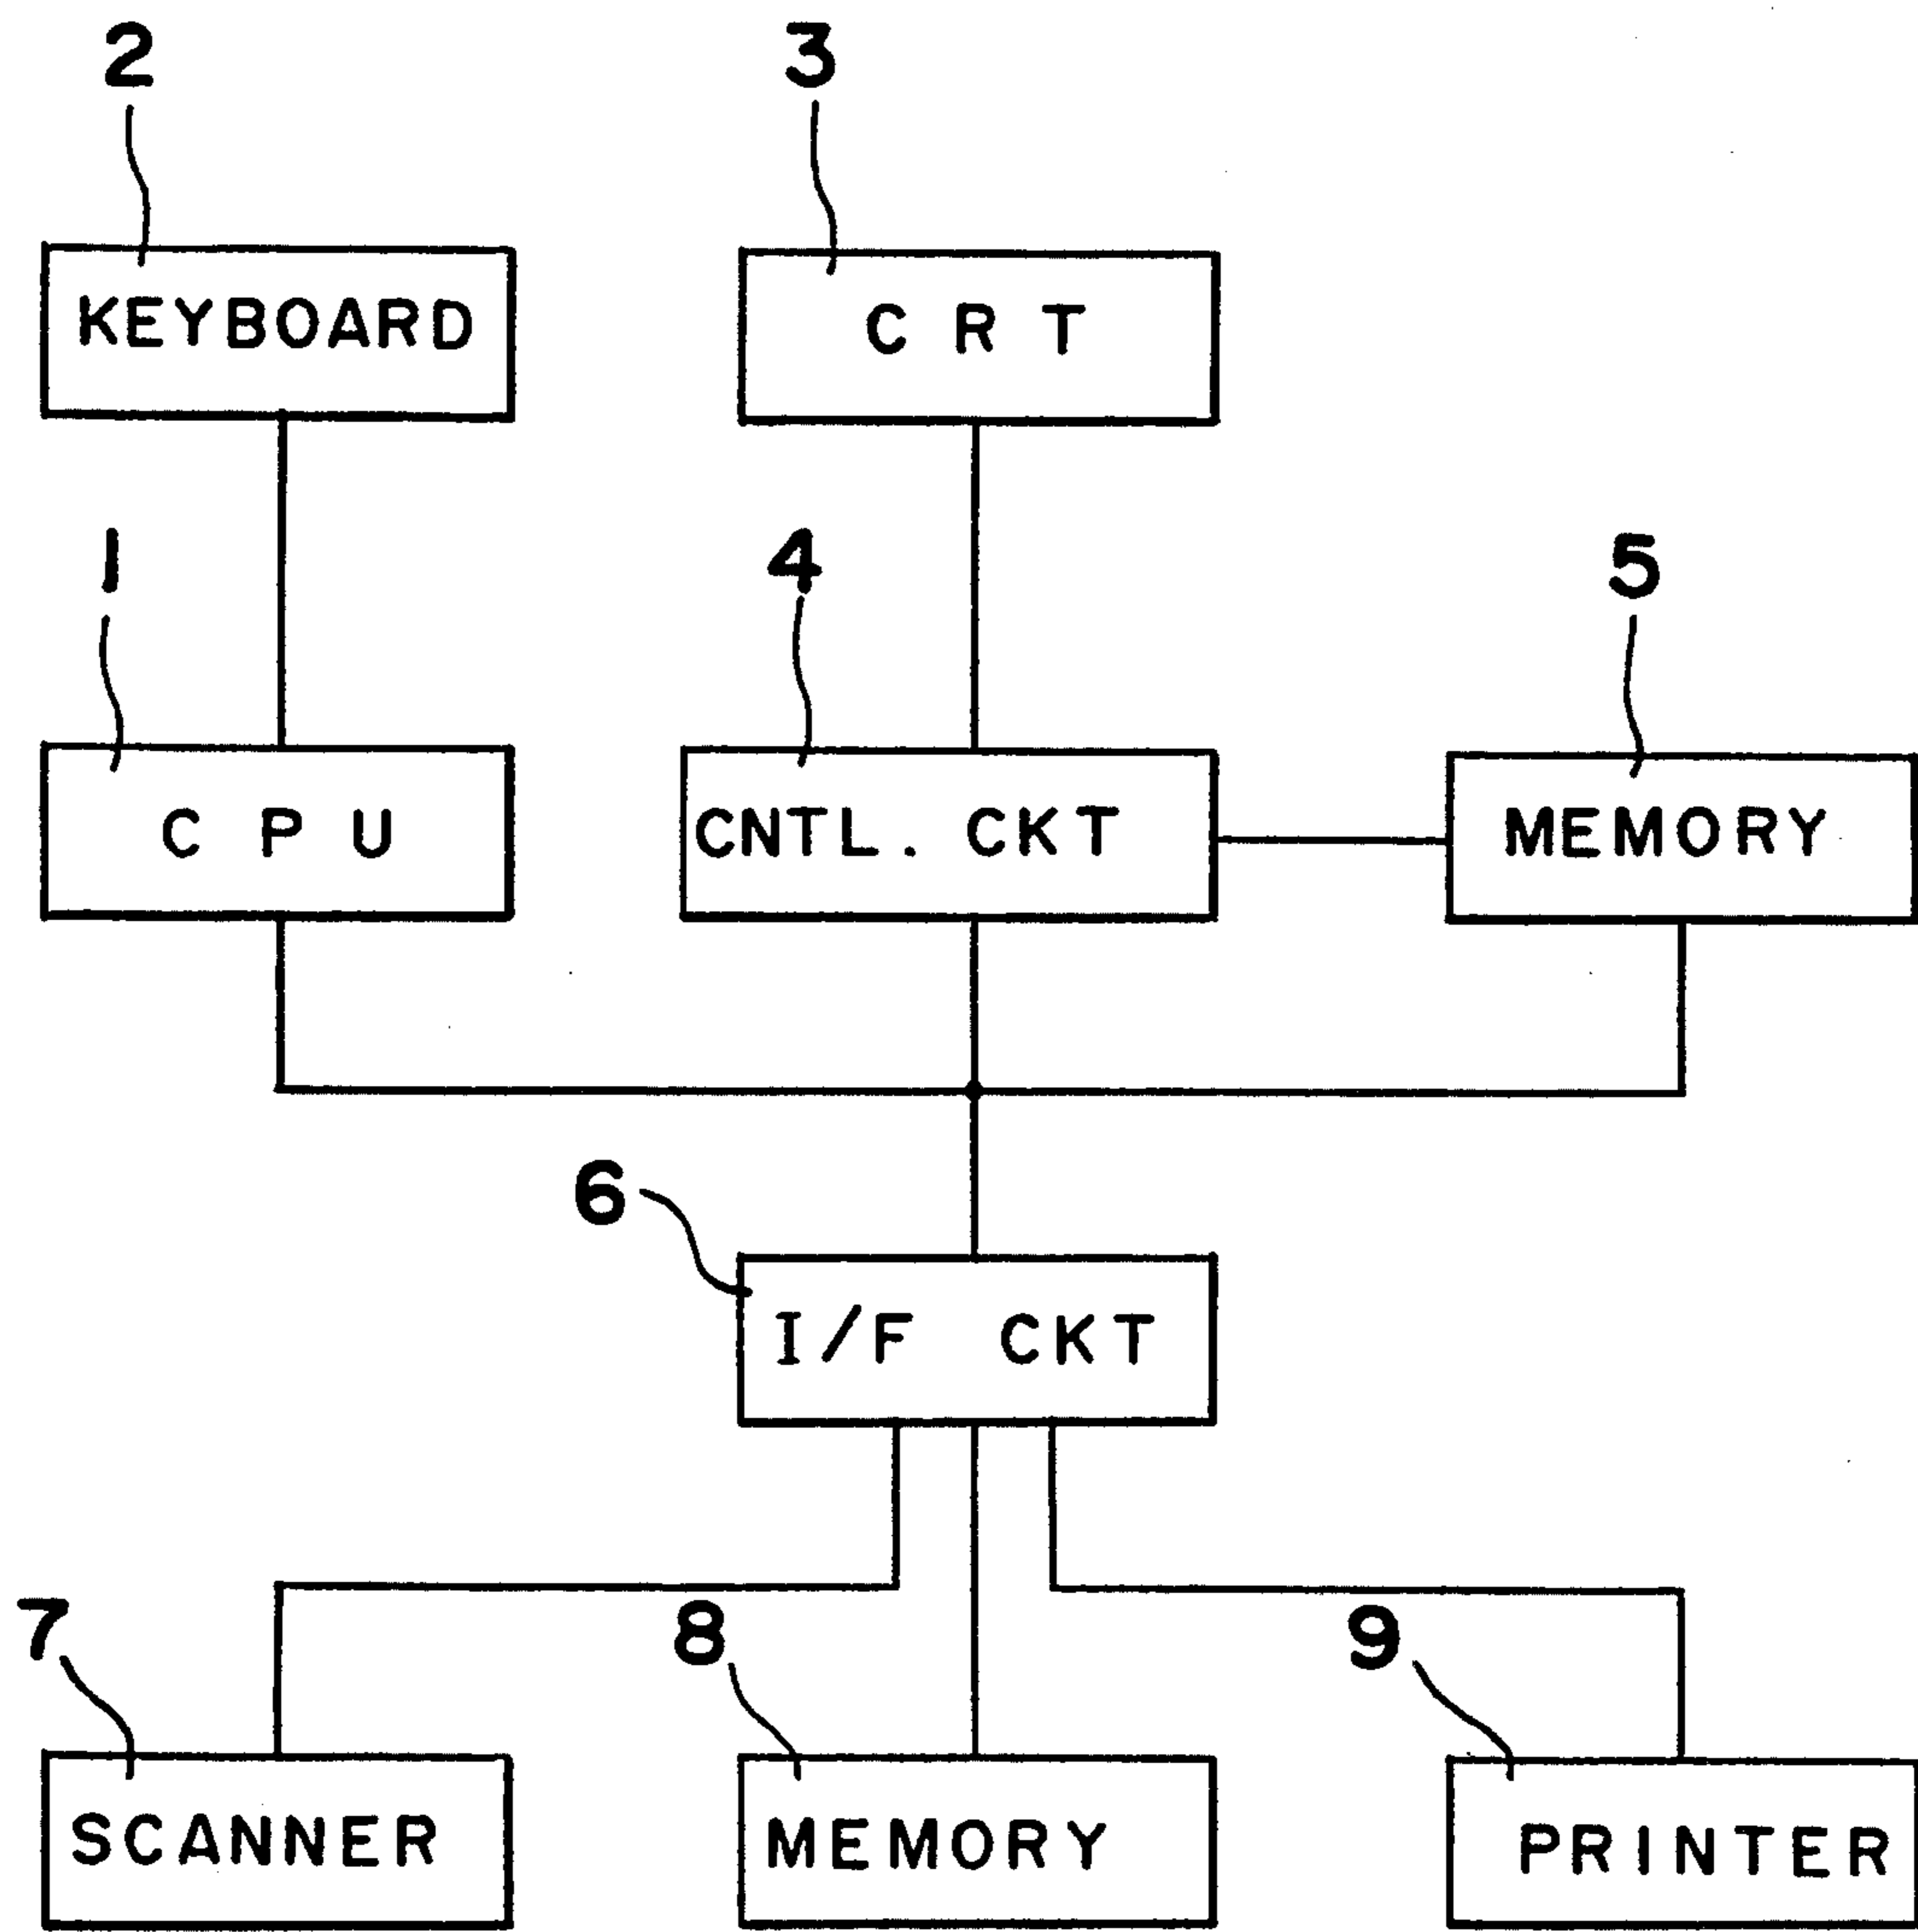 2
3
KEYBOARD
C R T
1
4
5
C P U
CNTL. CKT
MEMORY
6
I/F CKT
7
8
9
SCANNER
MEMORY
PRINTER